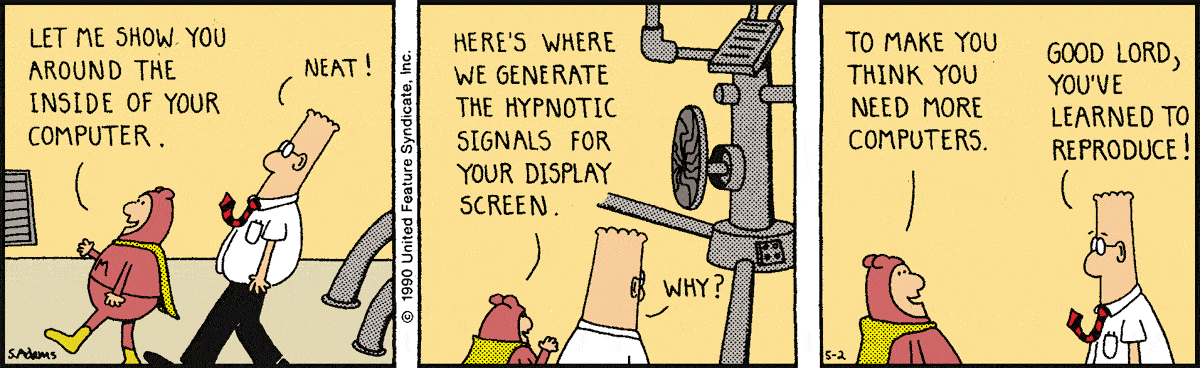 LET ME SHOW YOU
AROUND THE
INSIDE OF YOUR
COMPUTER.
NEAT!
M
S.Adams
© 1990 United Feature Syndicate, Inc.
HERE'S WHERE
WE GENERATE
THE HYPNOTIC
SIGNALS FOR
YOUR DISPLAY
SCREEN.
WHY?
TO MAKE YOU
THINK YOU
NEED MORE
COMPUTERS.
GOOD LORD,
YOU'VE
LEARNED TO
REPRODUCE!
5-2